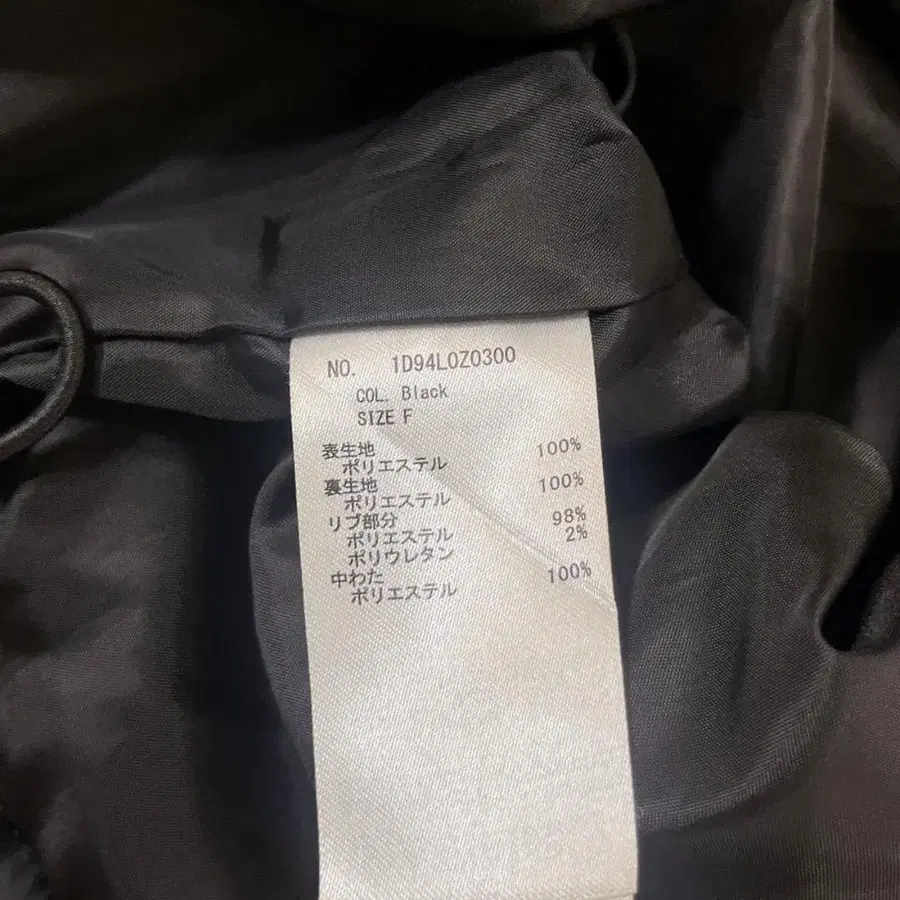 NO. 1D94L0Z0300
COL. Black
SIZE F
表生地
ポリエステル 100%
裏生地
ポリエステル 100%
リブ部分
ポリエステル 98%
ポリウレタン 2%
中わた
ポリエステル 100%